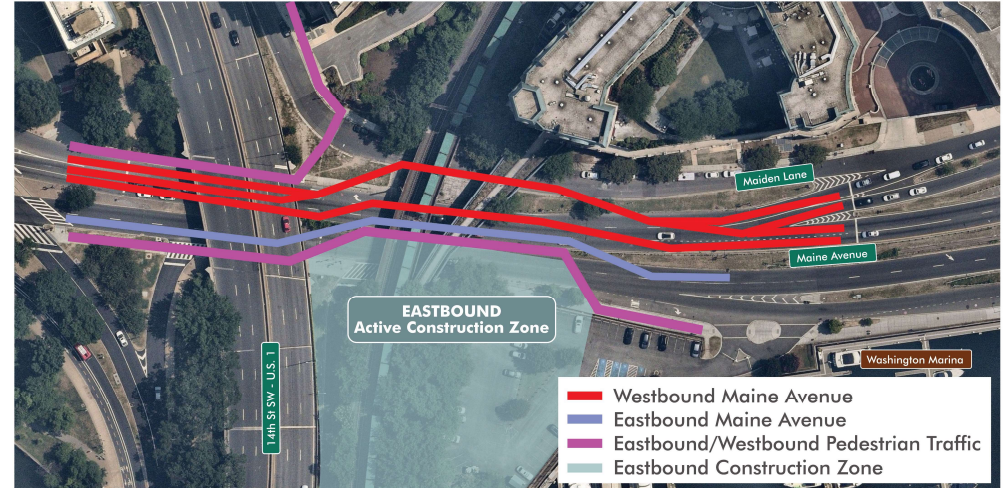 Maiden Lane
Maine Avenue
EASTBOUND
Active Construction Zone
14th St SW - U.S. 1
Washington Marina
Westbound Maine Avenue
Eastbound Maine Avenue
Eastbound/Westbound Pedestrian Traffic
Eastbound Construction Zone